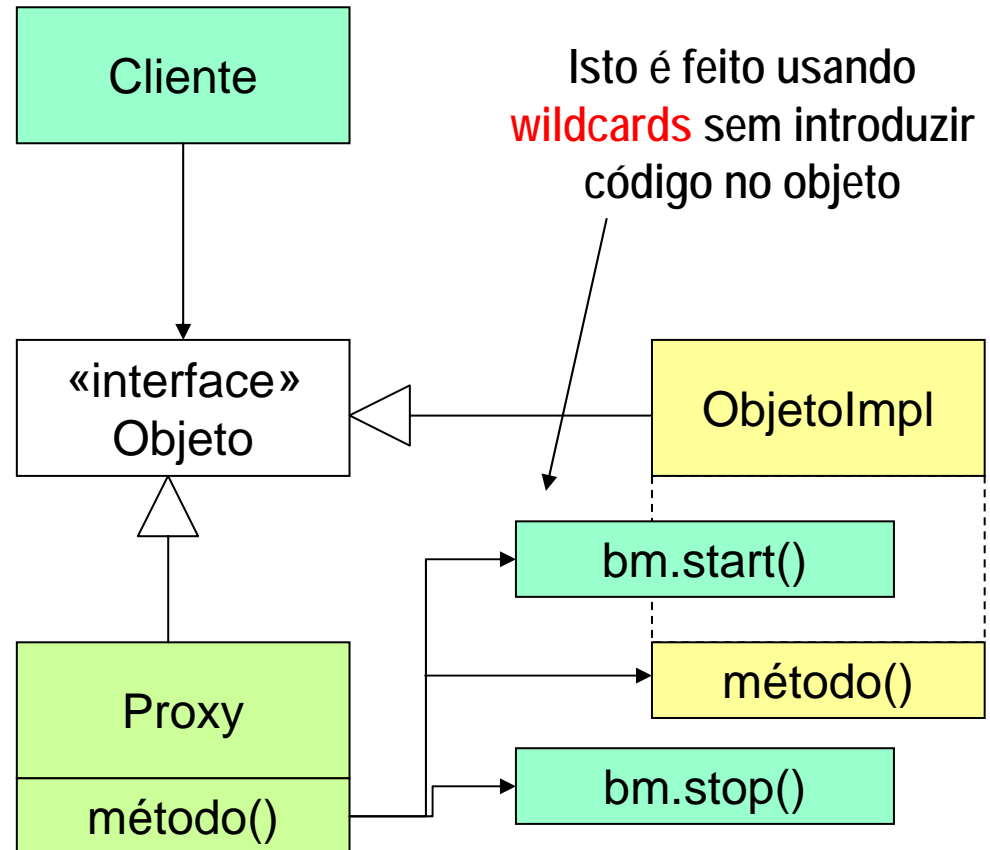 Cliente
Isto é feito usando
wildcards sem introduzir
código no objeto
«interface»
Objeto
ObjetoImpl
bm.start()
método()
Proxy
bm.stop()
método()